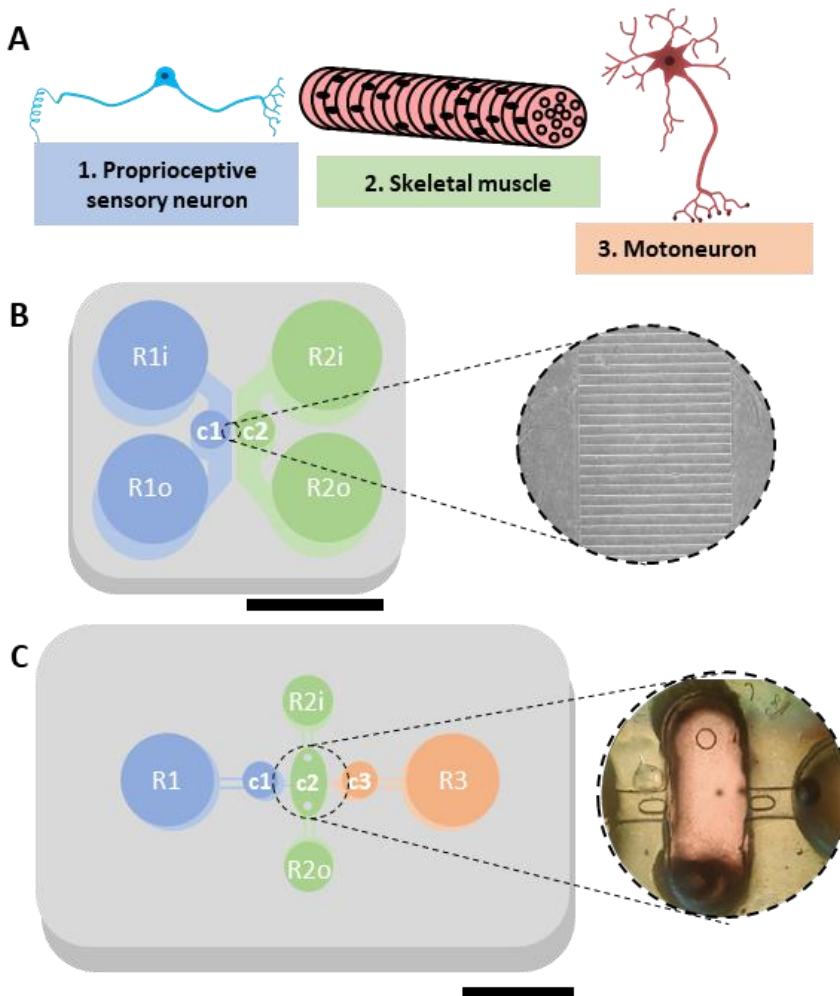 A
1. Proprioceptive
sensory neuron
2. Skeletal muscle
3. Motoneuron
B
R1i
R2i
c1
c2
R1o
R2o
C
R2i
R1
c1
c2
c3
R3
R2o